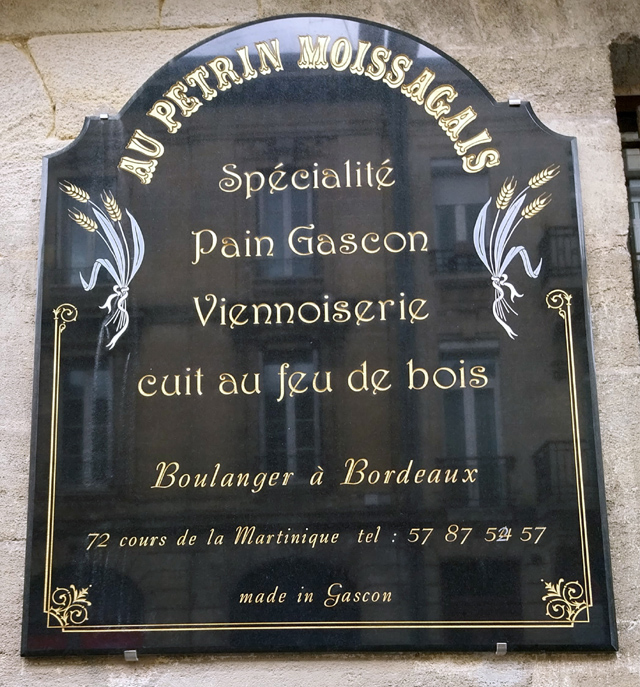 AU PETRIN MOISSAGAIS
Spécialité
Pain Gascon
Viennoiserie
cuit au feu de bois
Boulanger à Bordeaux
72 cours de la Martinique tel : 57 87 57
made in Gascon